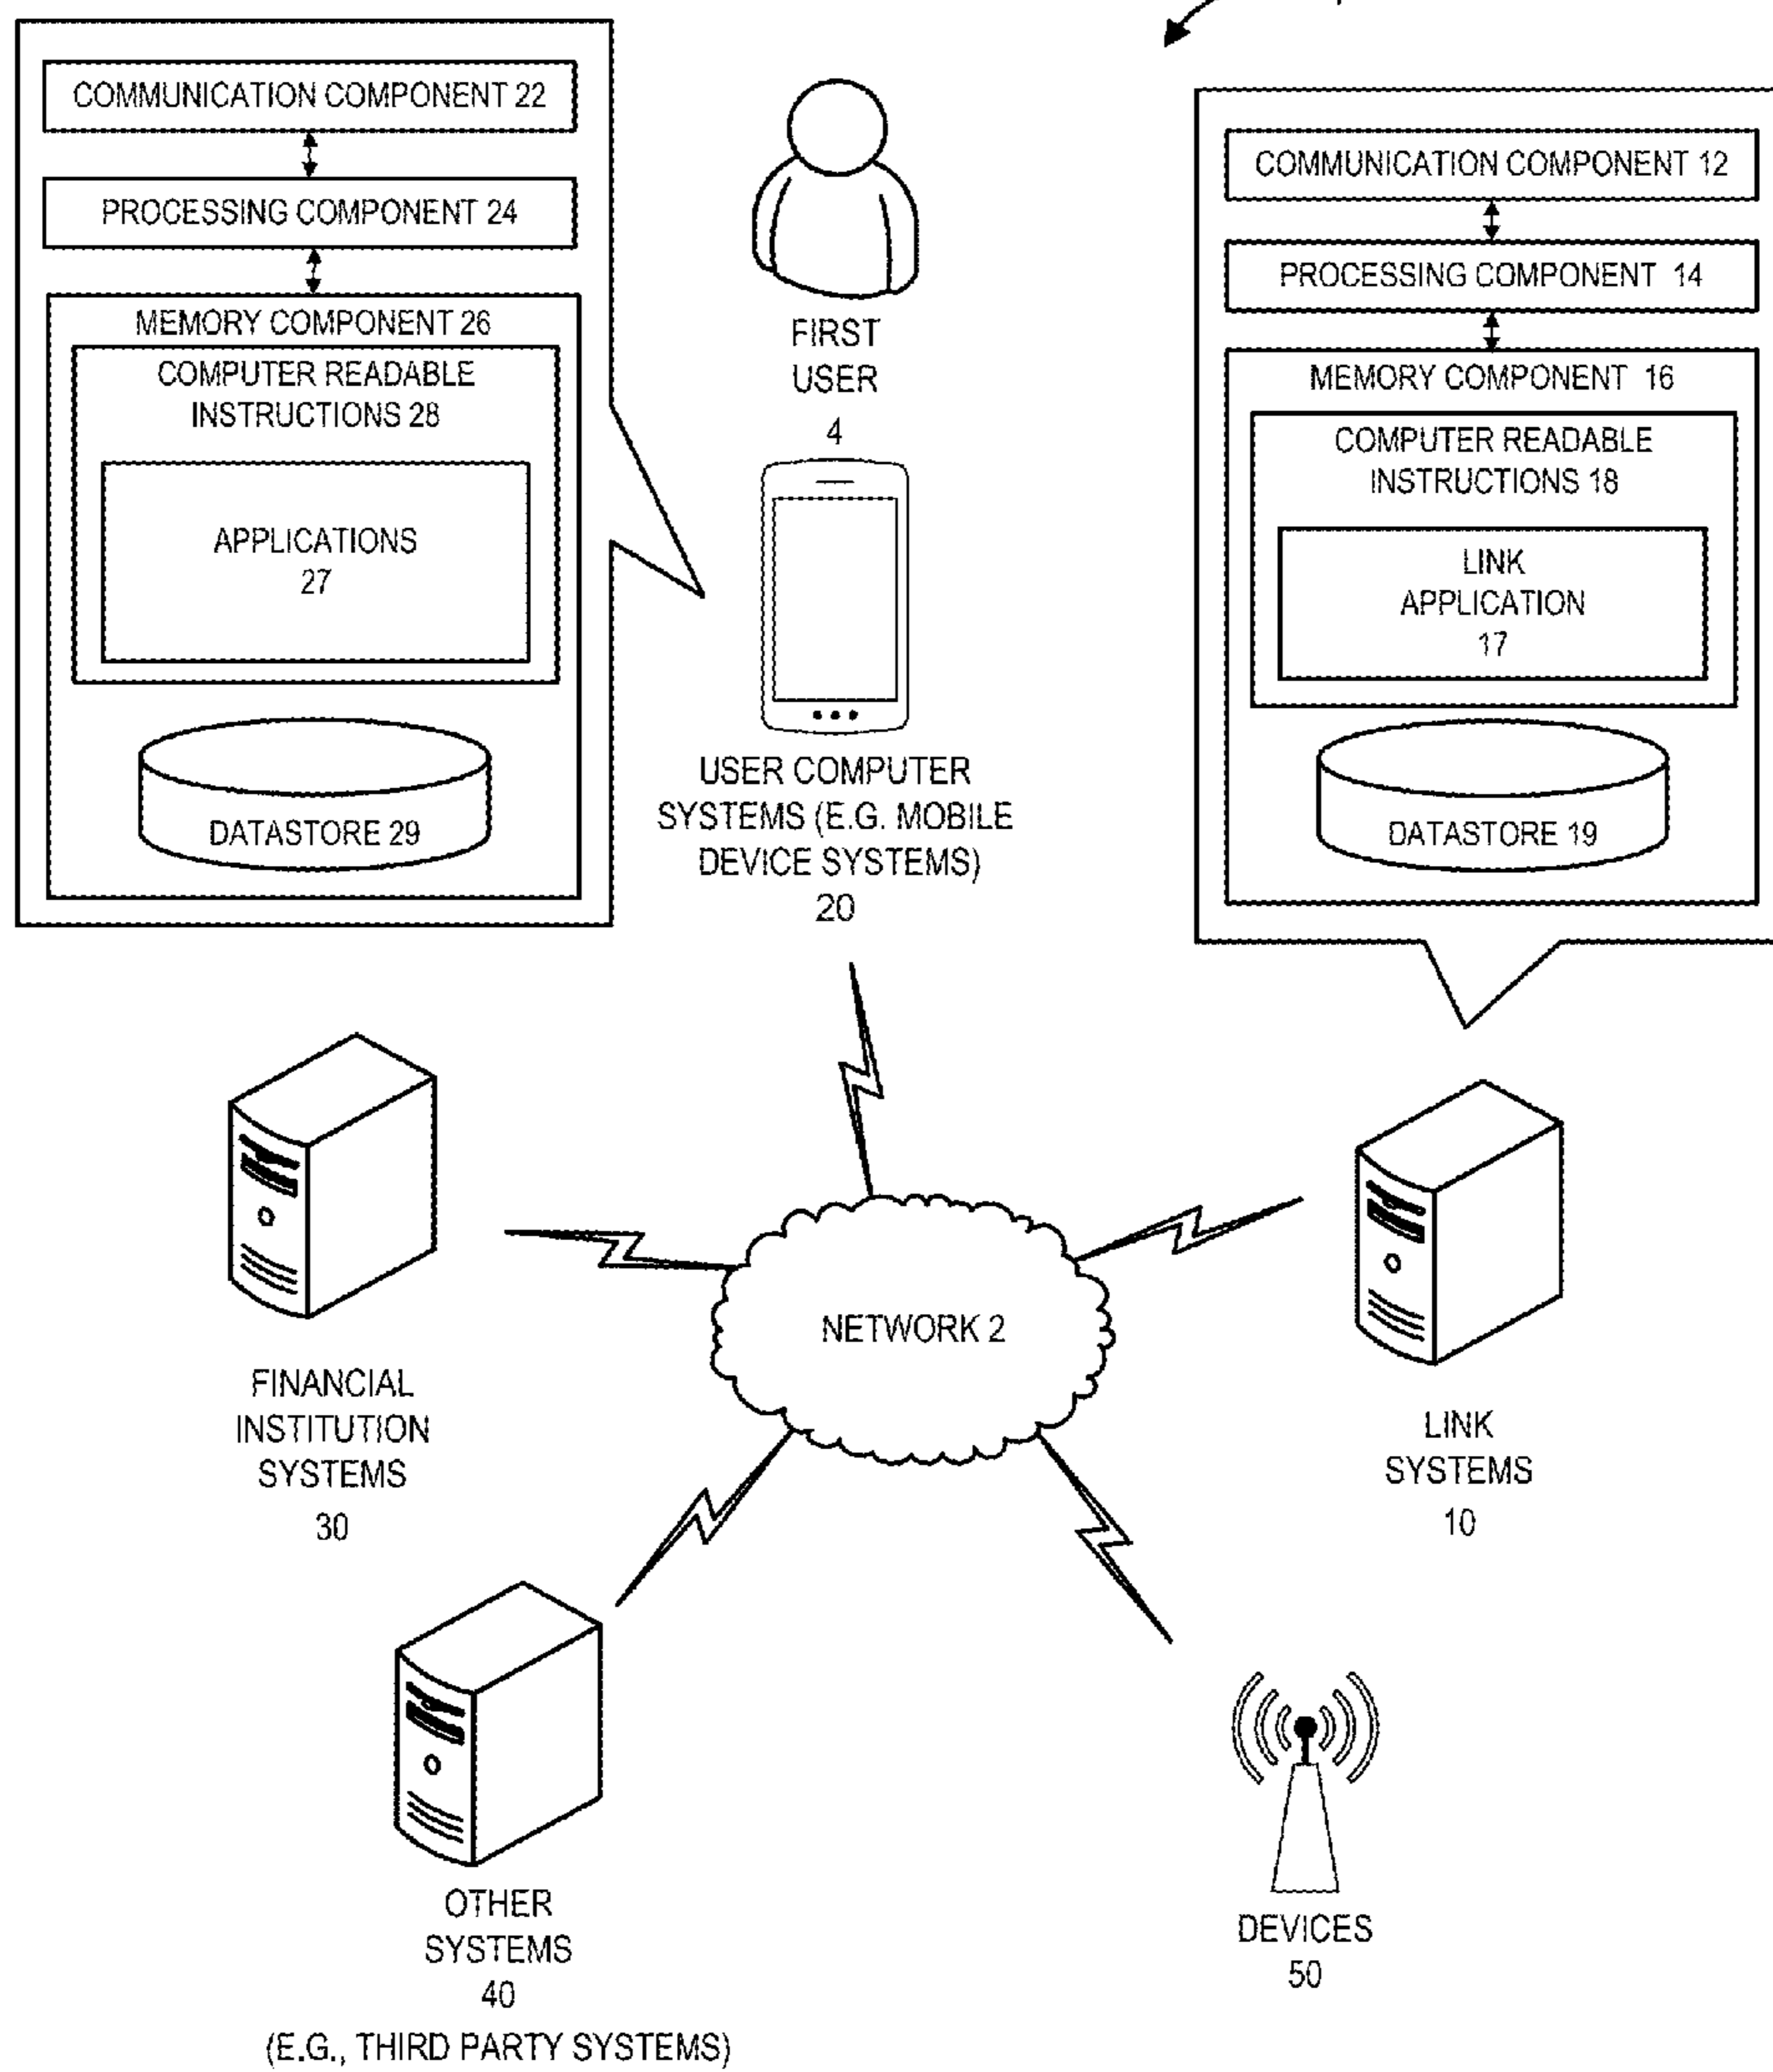 COMMUNICATION COMPONENT 22
PROCESSING COMPONENT 24
MEMORY COMPONENT 26
COMPUTER READABLE
INSTRUCTIONS 28
APPLICATIONS
27
DATASTORE 29
FIRST
USER
4
USER COMPUTER
SYSTEMS (E.G. MOBILE
DEVICE SYSTEMS)
20
COMMUNICATION COMPONENT 12
PROCESSING COMPONENT 14
MEMORY COMPONENT 16
COMPUTER READABLE
INSTRUCTIONS 18
LINK
APPLICATION
17
DATASTORE 19
FINANCIAL
INSTITUTION
SYSTEMS
30
NETWORK 2
LINK
SYSTEMS
10
OTHER
SYSTEMS
40
(E.G., THIRD PARTY SYSTEMS)
DEVICES
50